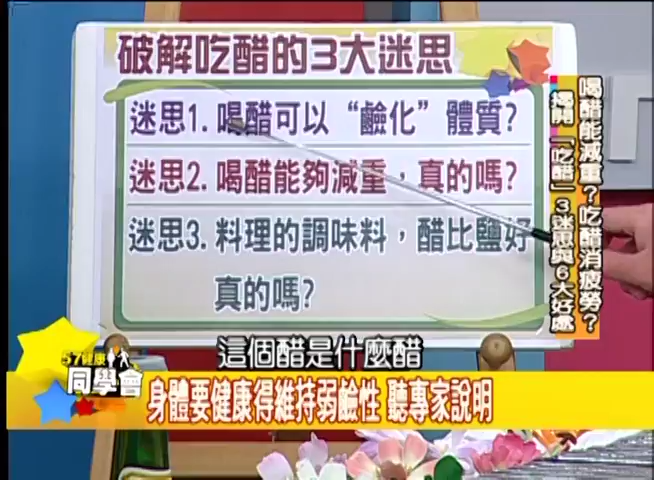 破解吃醋的3大迷思
迷思1. 喝醋可以“鹼化”體質?
迷思2. 喝醋能夠減重，真的嗎?
迷思3. 料理的調味料，醋比鹽好
真的嗎?
喝醋能減重？吃醋消疲勞？
揭開「吃醋」3迷思與6大好處
這個醋是什麼醋
57健康
同學會
身體要健康得維持弱鹼性 聽專家說明